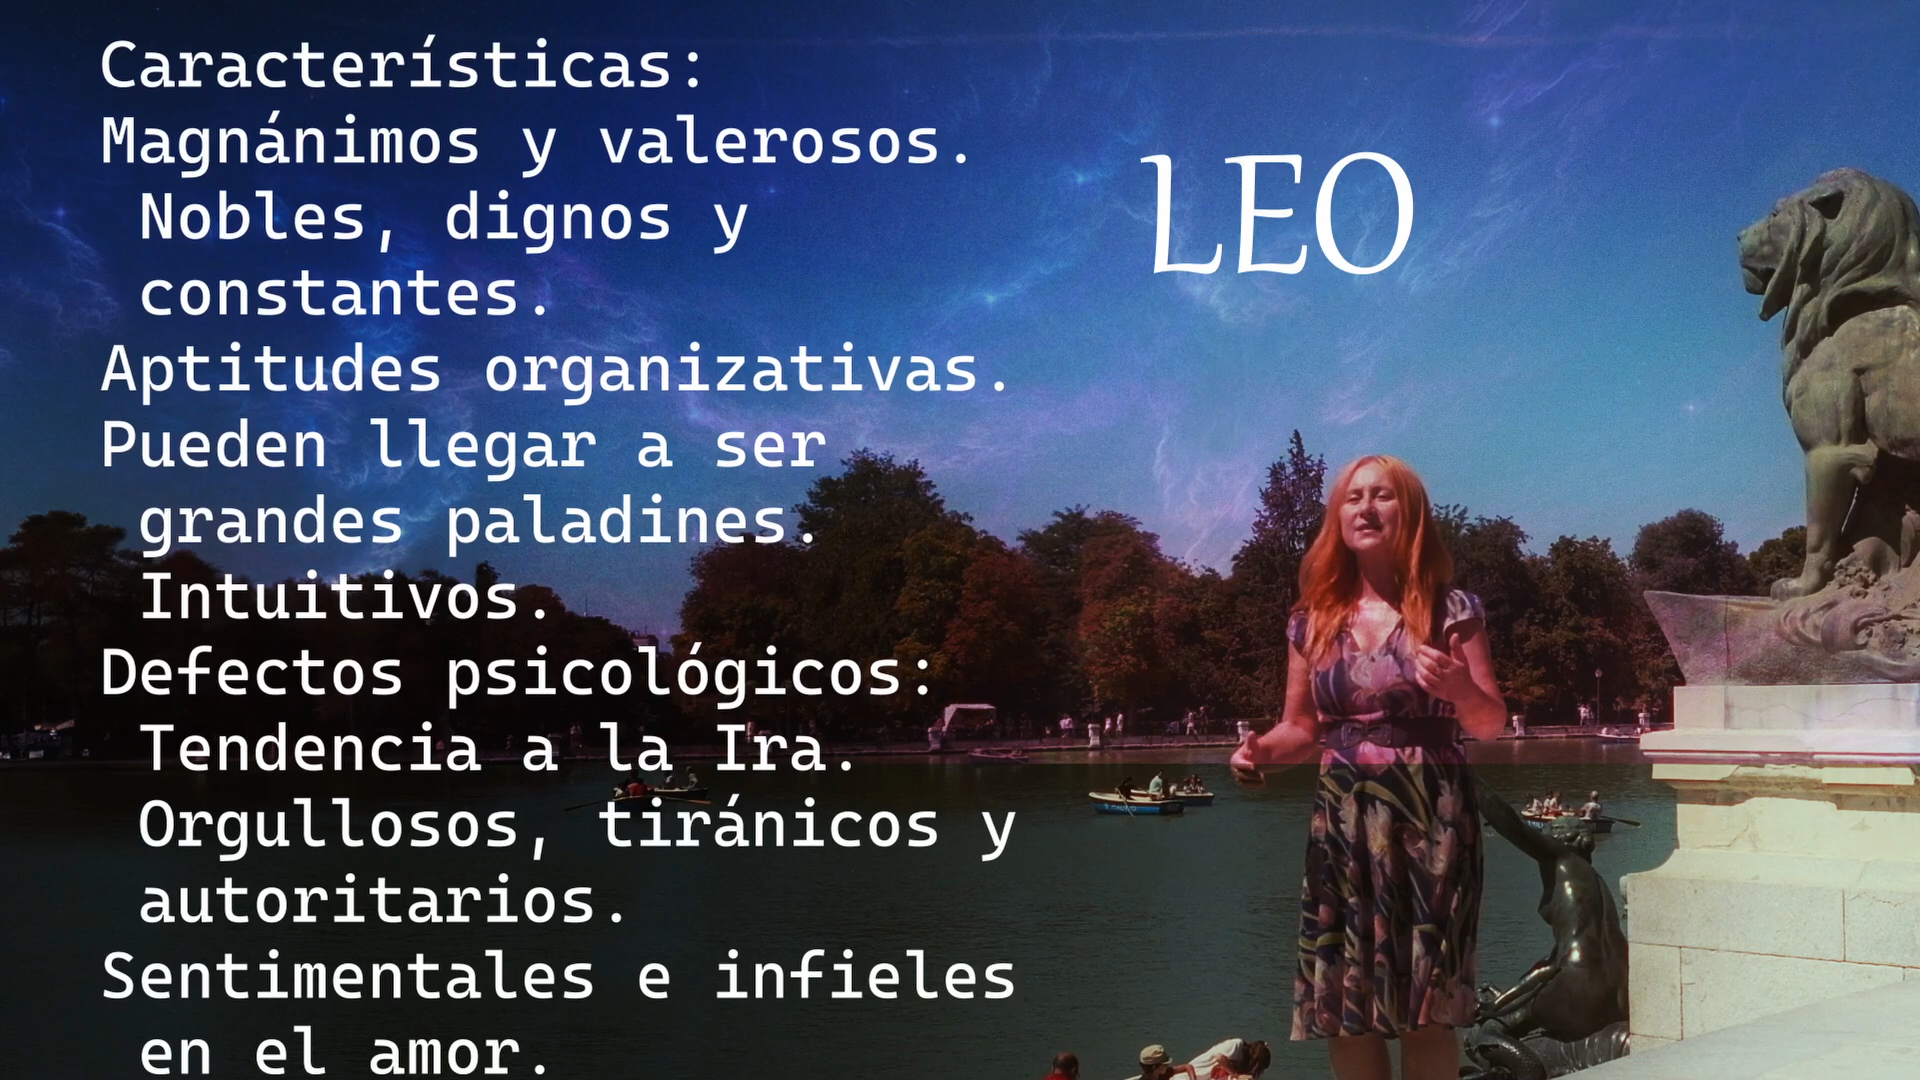 Características:
Magnánimos y valerosos.
Nobles, dignos y
constantes.
Aptitudes organizativas.
Pueden llegar a ser
grandes paladines.
Intuitivos.
Defectos psicológicos:
Tendencia a la Ira.
Orgullosos, tiránicos y
autoritarios.
Sentimentales e infieles
en el amor.
LEO